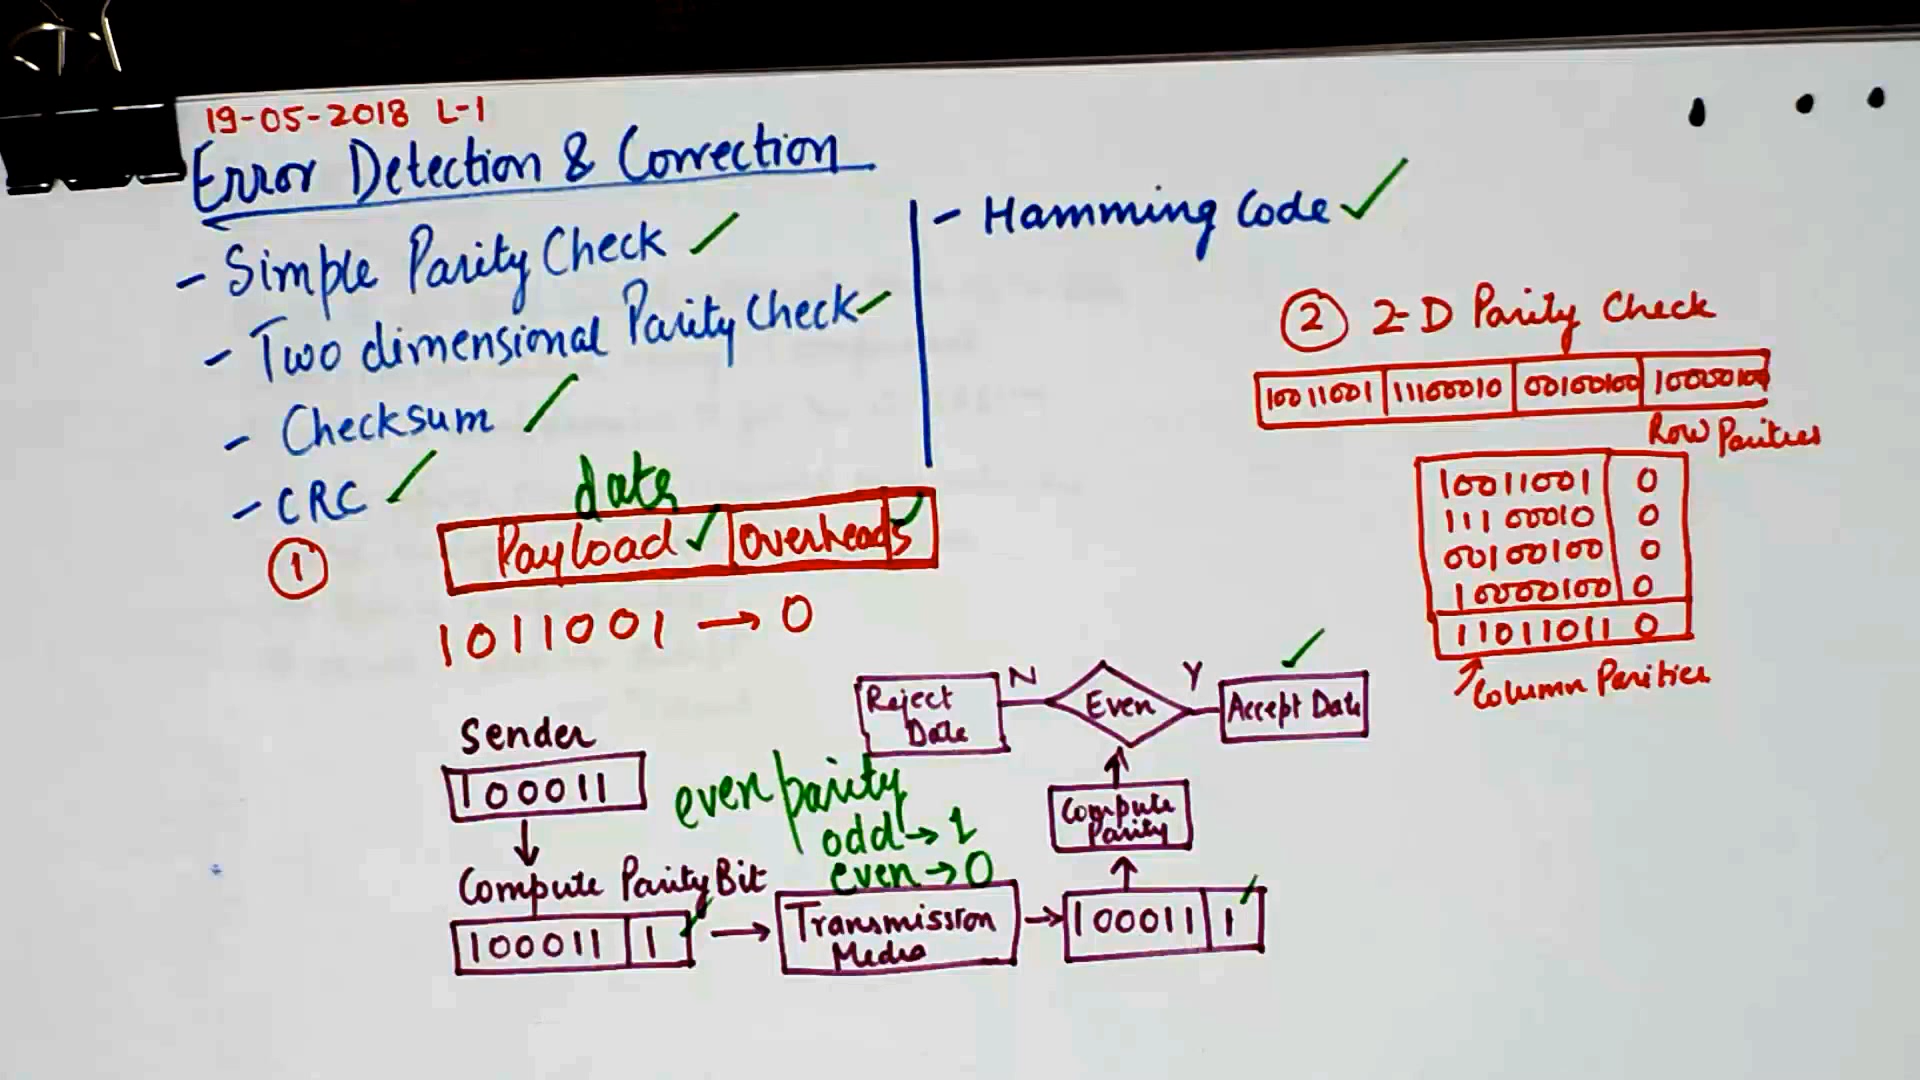 19-05-2018 L-1
Error Detection & Correction
- Simple Parity Check ✓
- Two dimensional Parity Check ✓
- Checksum ✓
- CRC ✓
- Hamming Code ✓
① date
Payload ✓ Overheads ✓
1011001 → 0
Sender
100011
Compute Parity Bit
100011 1
even parity
odd → 1
even → 0
Transmission
Media
100011 1
Compute
Parity
Even
N
Y
Reject
Date
Accept Date
② 2-D Parity Check
10011001 11100010 00100100 10000100
Row Parities
10011001 0
11100010 0
00100100 0
10000100 0
11011011 0
Column Parities